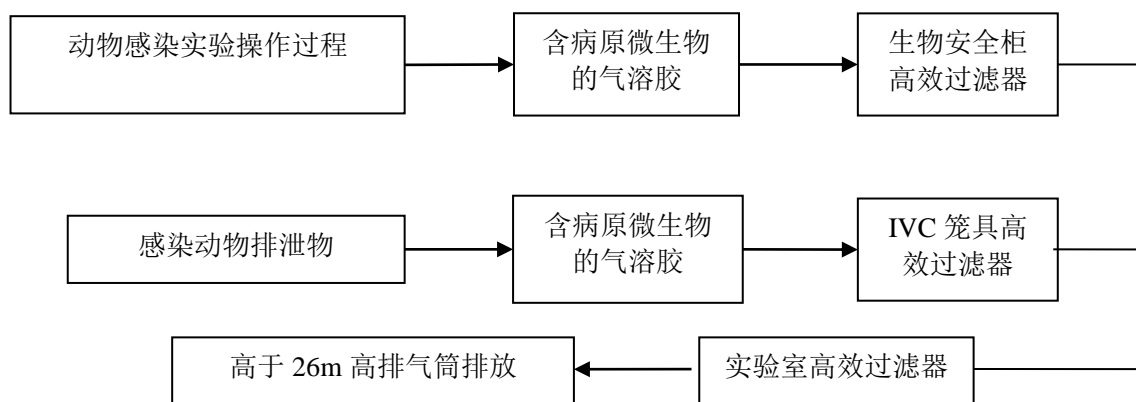 动物感染实验操作过程
含病原微生物
的气溶胶
生物安全柜
高效过滤器
感染动物排泄物
含病原微生物
的气溶胶
IVC 笼具高
效过滤器
高于 26m 高排气筒排放
实验室高效过滤器